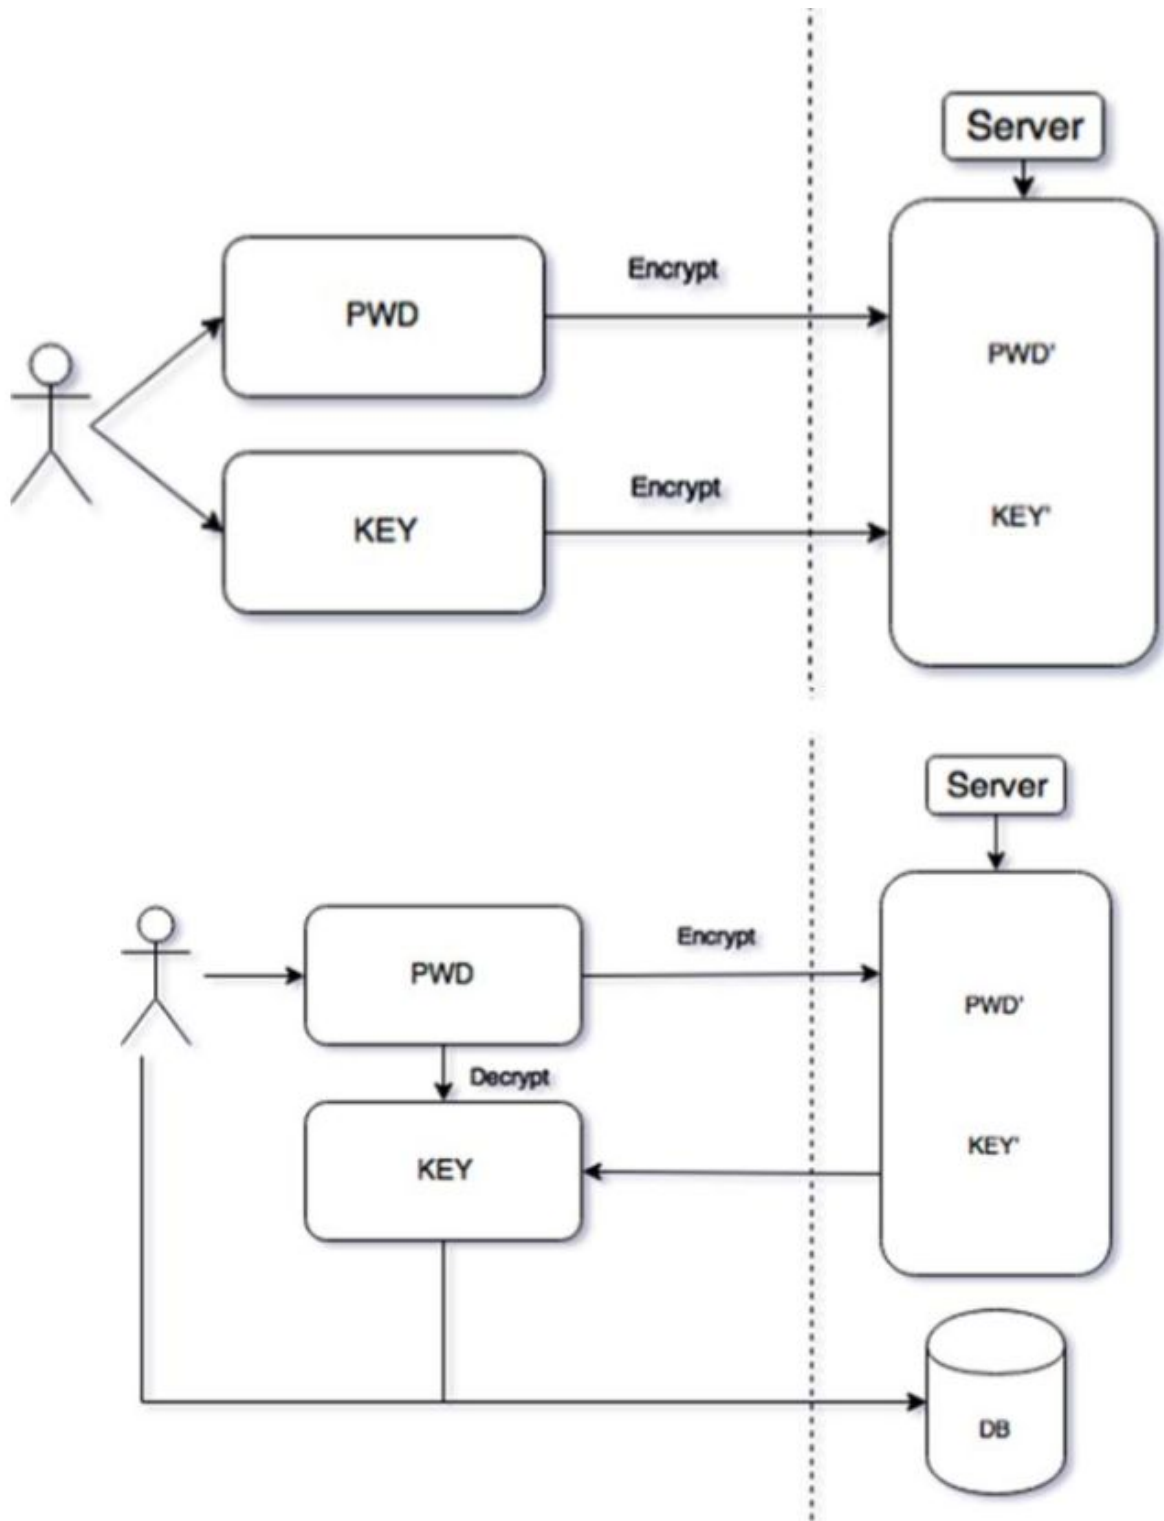 Server
PWD
Encrypt
PWD'
KEY
Encrypt
KEY'
Server
PWD
Encrypt
PWD'
Decrypt
KEY
KEY'
DB